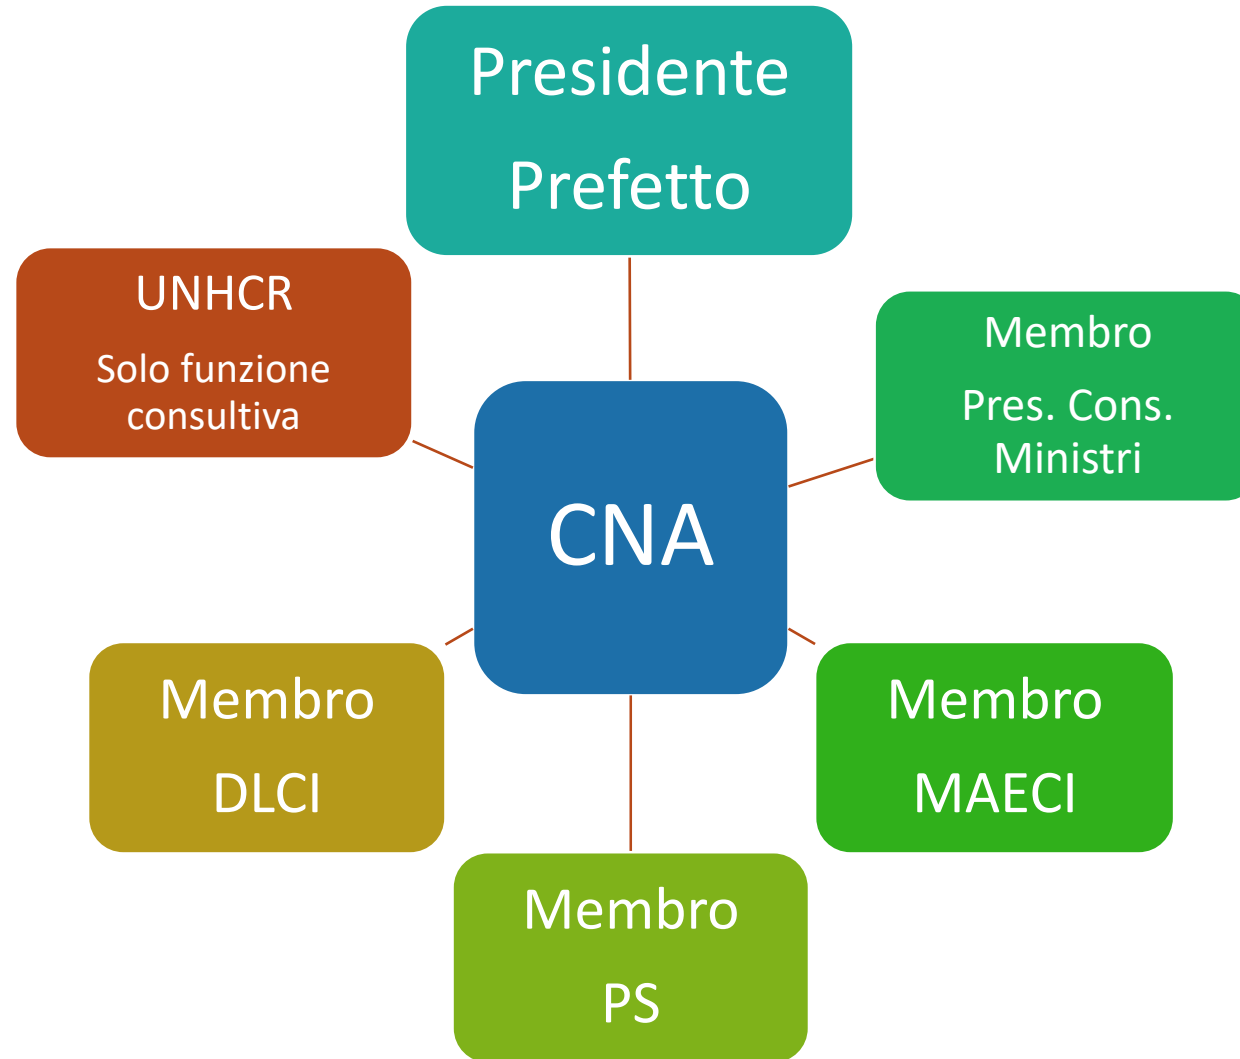 Presidente
Prefetto
UNHCR
Solo funzione
consultiva
Membro
Pres. Cons.
Ministri
CNA
Membro
DLCI
Membro
MAECI
Membro
PS